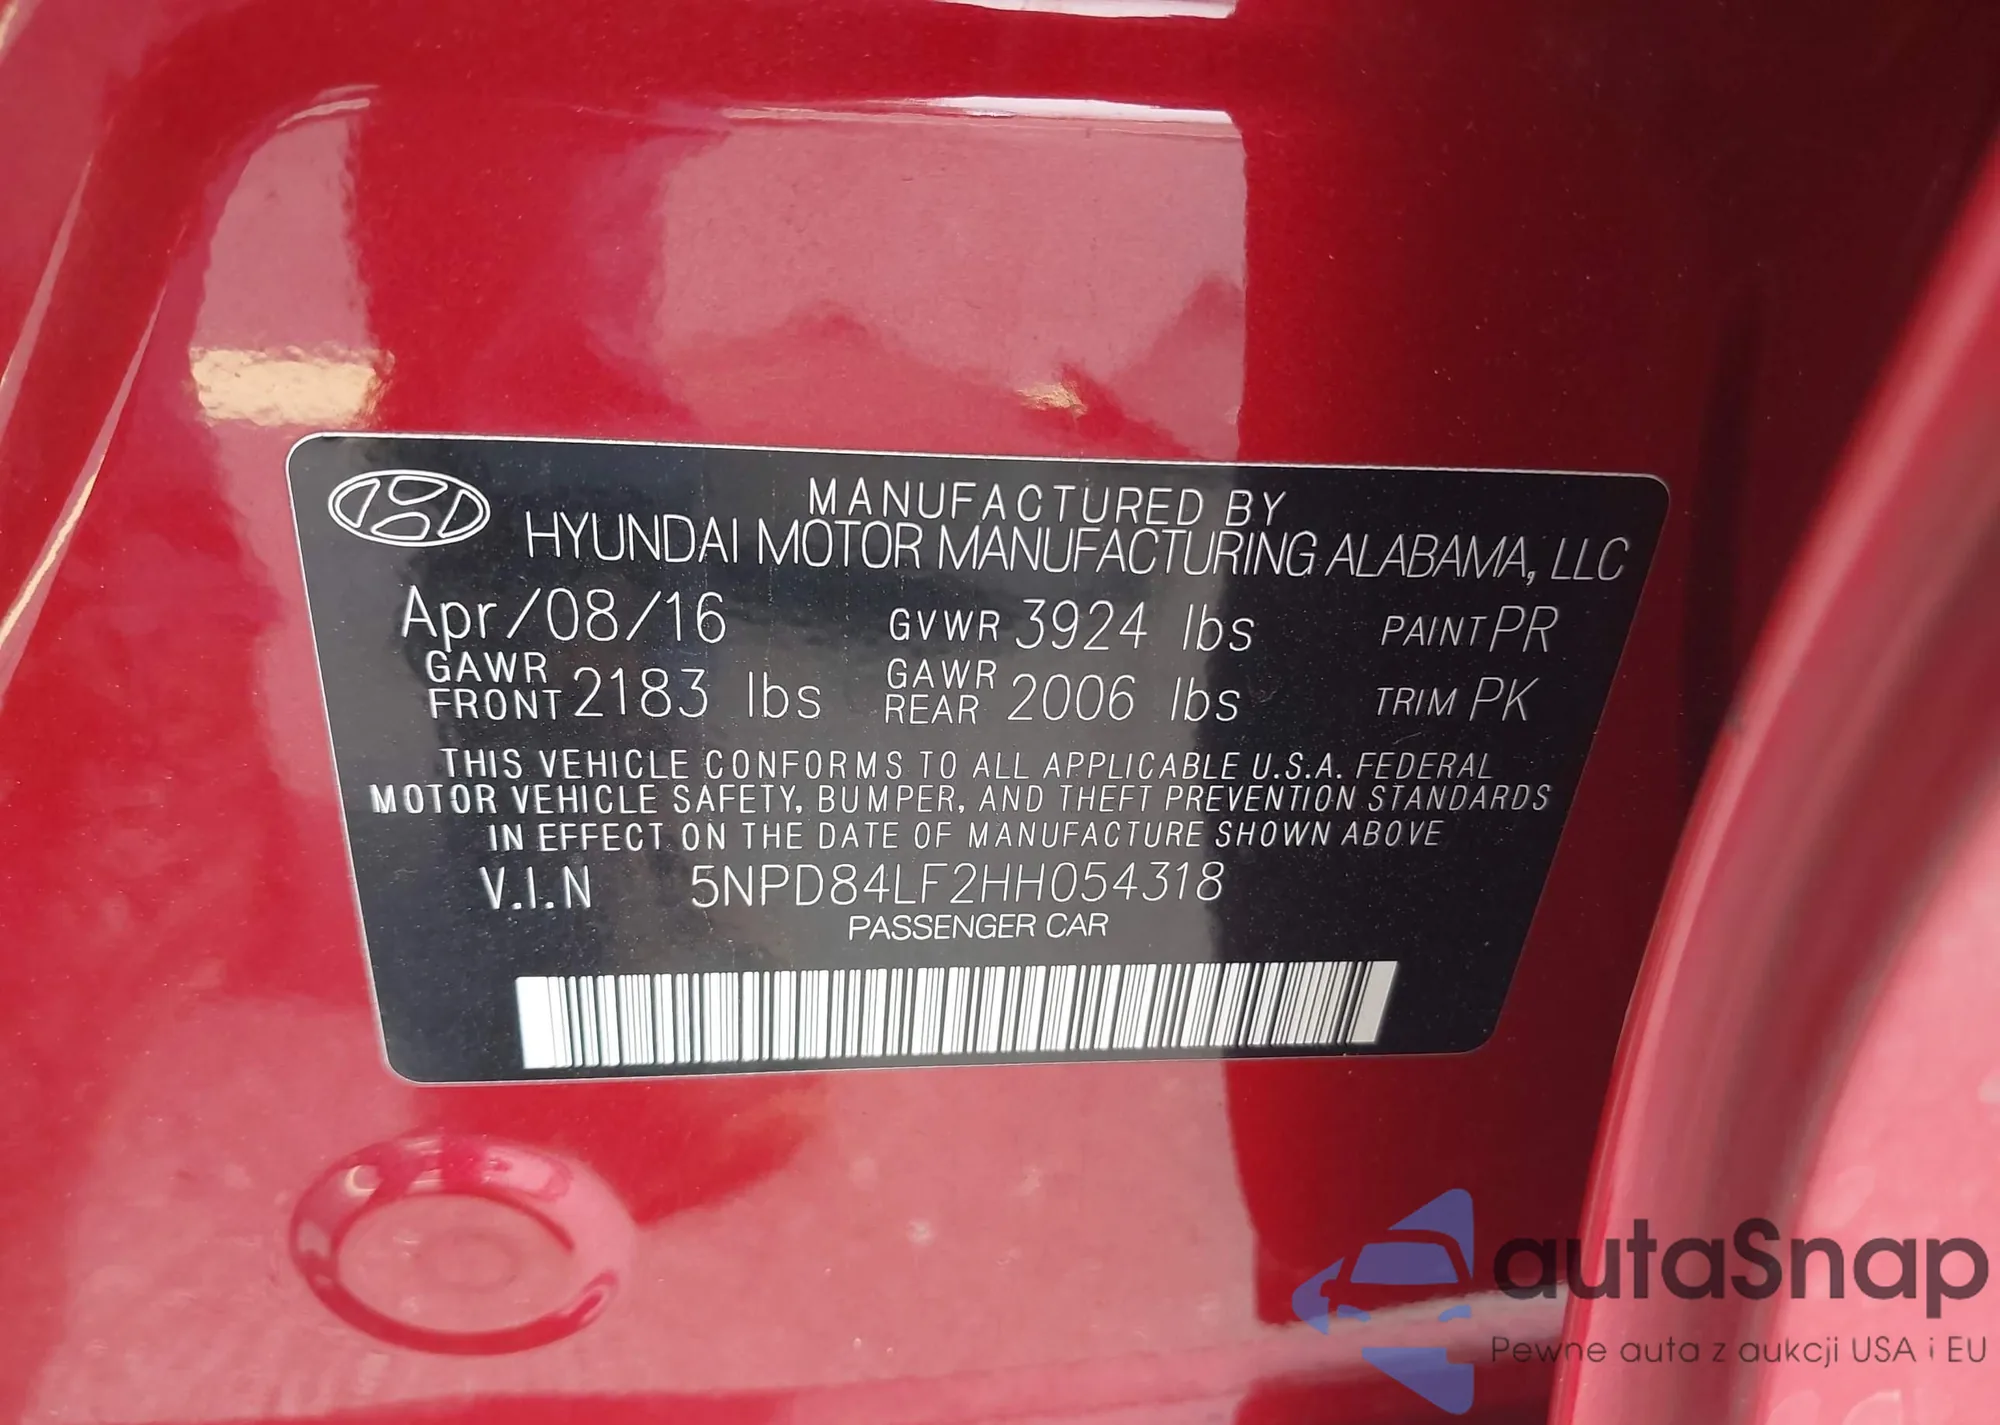 MANUFACTURED BY
HYUNDAI MOTOR MANUFACTURING ALABAMA, LLC
Apr/08/16 GVWR 3924 lbs PAINT PR
GAWR FRONT 2183 lbs GAWR REAR 2006 lbs TRIM PK
THIS VEHICLE CONFORMS TO ALL APPLICABLE U.S.A. FEDERAL
MOTOR VEHICLE SAFETY, BUMPER, AND THEFT PREVENTION STANDARDS
IN EFFECT ON THE DATE OF MANUFACTURE SHOWN ABOVE
V.I.N 5NPD84LF2HH054318
PASSENGER CAR
autaSnap
Pewne auta z aukcji USA i EU